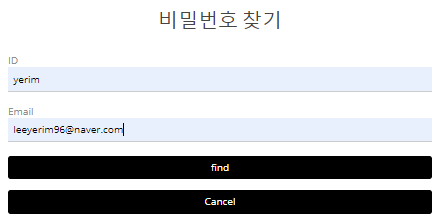 비밀번호 찾기
ID
yerim
Email
leeyerim96@naver.com
find
Cancel